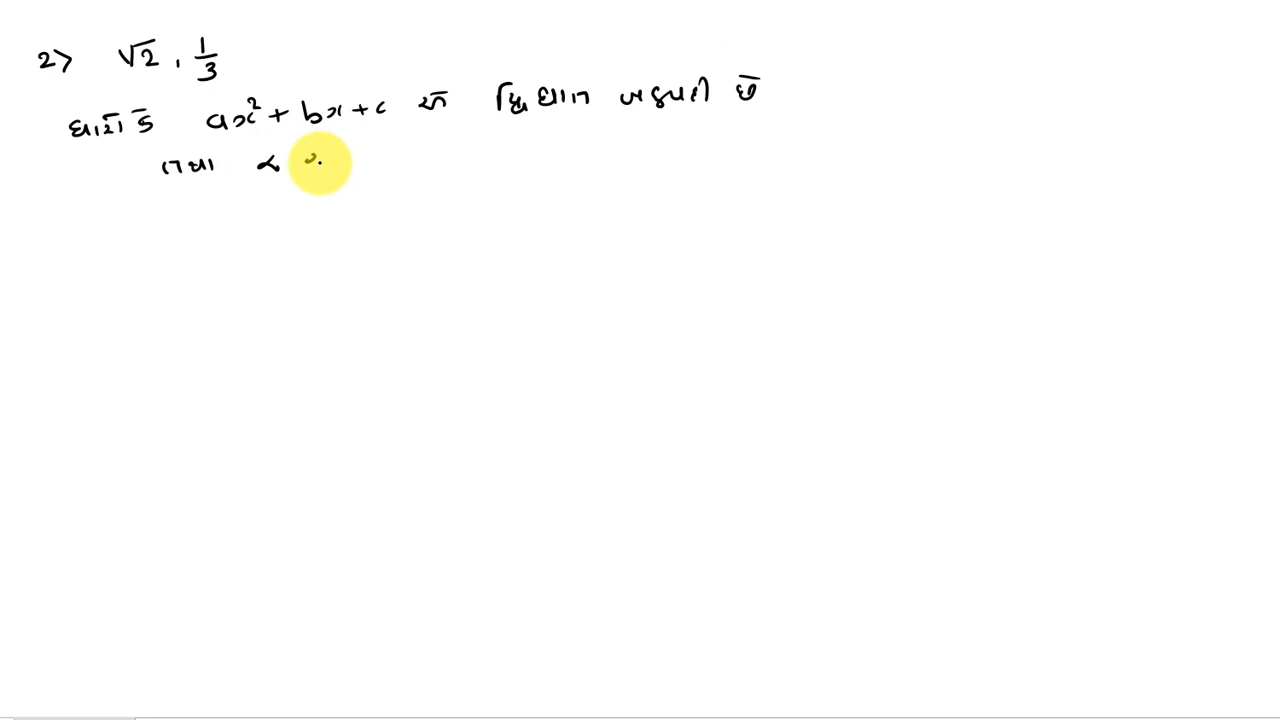 2> √2 , 1/3
ધારો કે ax² + bx + c એ દ્વિઘાત બહુપદી છે
તથા α